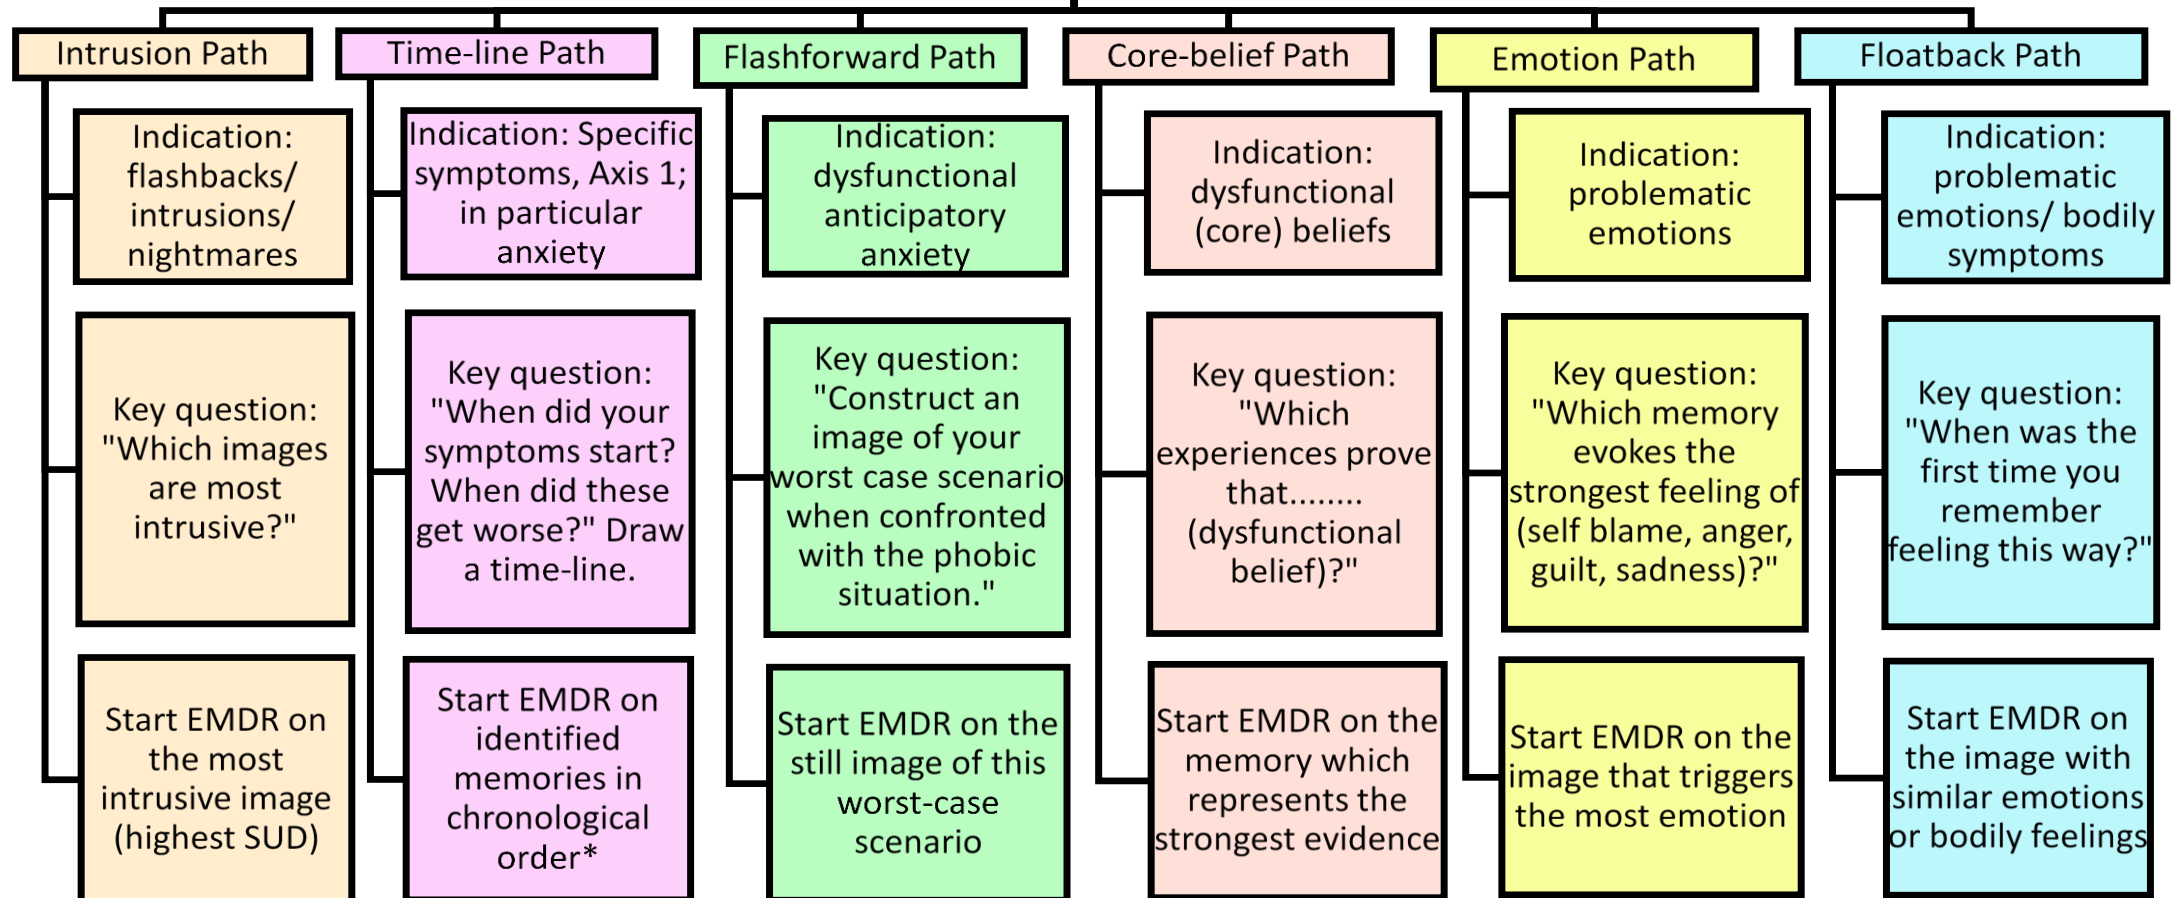 Intrusion Path
Indication:
flashbacks/
intrusions/
nightmares
Key question:
"Which images
are most
intrusive?"
Start EMDR on
the most
intrusive image
(highest SUD)
Time-line Path
Indication: Specific
symptoms, Axis 1;
in particular
anxiety
Key question:
"When did your
symptoms start?
When did these
get worse?" Draw
a time-line.
Start EMDR on
identified
memories in
chronological
order*
Flashforward Path
Indication:
dysfunctional
anticipatory
anxiety
Key question:
"Construct an
image of your
worst case scenario
when confronted
with the phobic
situation."
Start EMDR on the
still image of this
worst-case
scenario
Core-belief Path
Indication:
dysfunctional
(core) beliefs
Key question:
"Which
experiences prove
that........
(dysfunctional
belief)?"
Start EMDR on the
memory which
represents the
strongest evidence
Emotion Path
Indication:
problematic
emotions
Key question:
"Which memory
evokes the
strongest feeling of
(self blame, anger,
guilt, sadness)?"
Start EMDR on the
image that triggers
the most emotion
Floatback Path
Indication:
problematic
emotions/ bodily
symptoms
Key question:
"When was the
first time you
remember
feeling this way?"
Start EMDR on
the image with
similar emotions
or bodily feelings